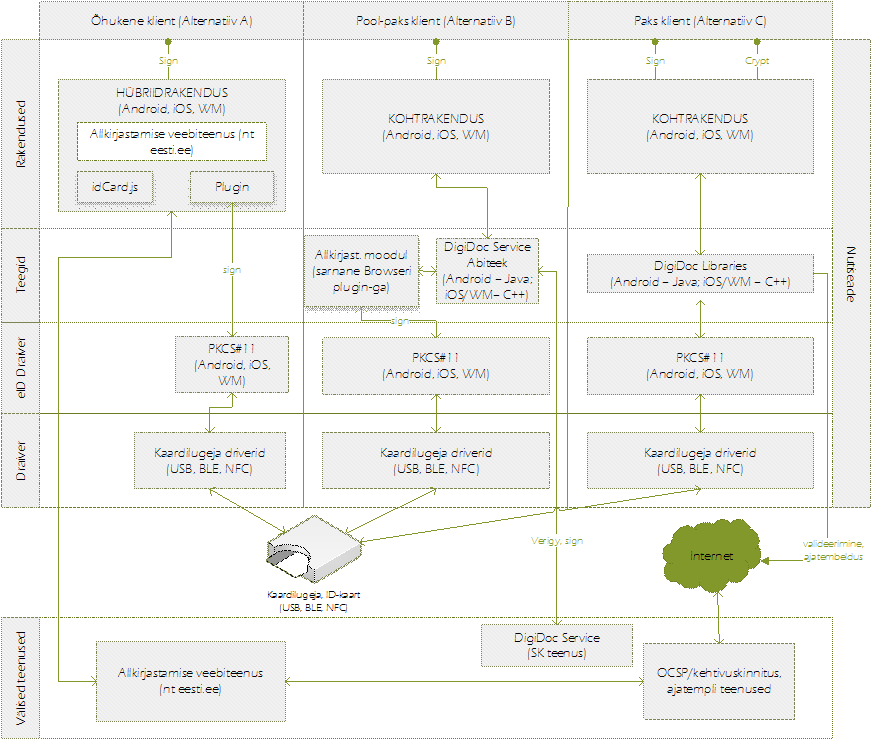 Õhukene klient (Alternatiiv A)
Pool-paks klient (Alternatiiv B)
Paks klient (Alternatiiv C)
Rakendused
Sign
Sign
Sign
Crypt
HÜBRIIDRAKENDUS
(Android, iOS, WM)
Allkirjastamise veebiteenus (nt
eesti.ee)
idCard.js
Plugin
KOHTRAKENDUS
(Android, iOS, WM)
KOHTRAKENDUS
(Android, iOS, WM)
Nutiseade
Teegid
sign
Allkirjast. moodul
(sarnane Browseri
plugin-ga)
DigiDoc Service
Abiteek
(Android – Java;
iOS/WM– C++)
DigiDoc Libraries
(Android – Java; iOS/WM – C++)
sign
eID Draiver
PKCS#11
(Android, iOS,
WM)
PKCS#11
(Android, iOS, WM)
PKCS#11
(Android, iOS, WM)
Draiver
Kaardilugeja driverid
(USB, BLE, NFC)
Kaardilugeja driverid
(USB, BLE, NFC)
Kaardilugeja driverid
(USB, BLE, NFC)
Kaardilugeja, ID-kaart
(USB, BLE, NFC)
Verigy, sign
Internet
valideerimine,
ajatembeldus
Välised teenused
Allkirjastamise veebiteenus
(nt eesti.ee)
DigiDoc Service
(SK teenus)
OCSP/kehtivuskinnitus,
ajatempli teenused